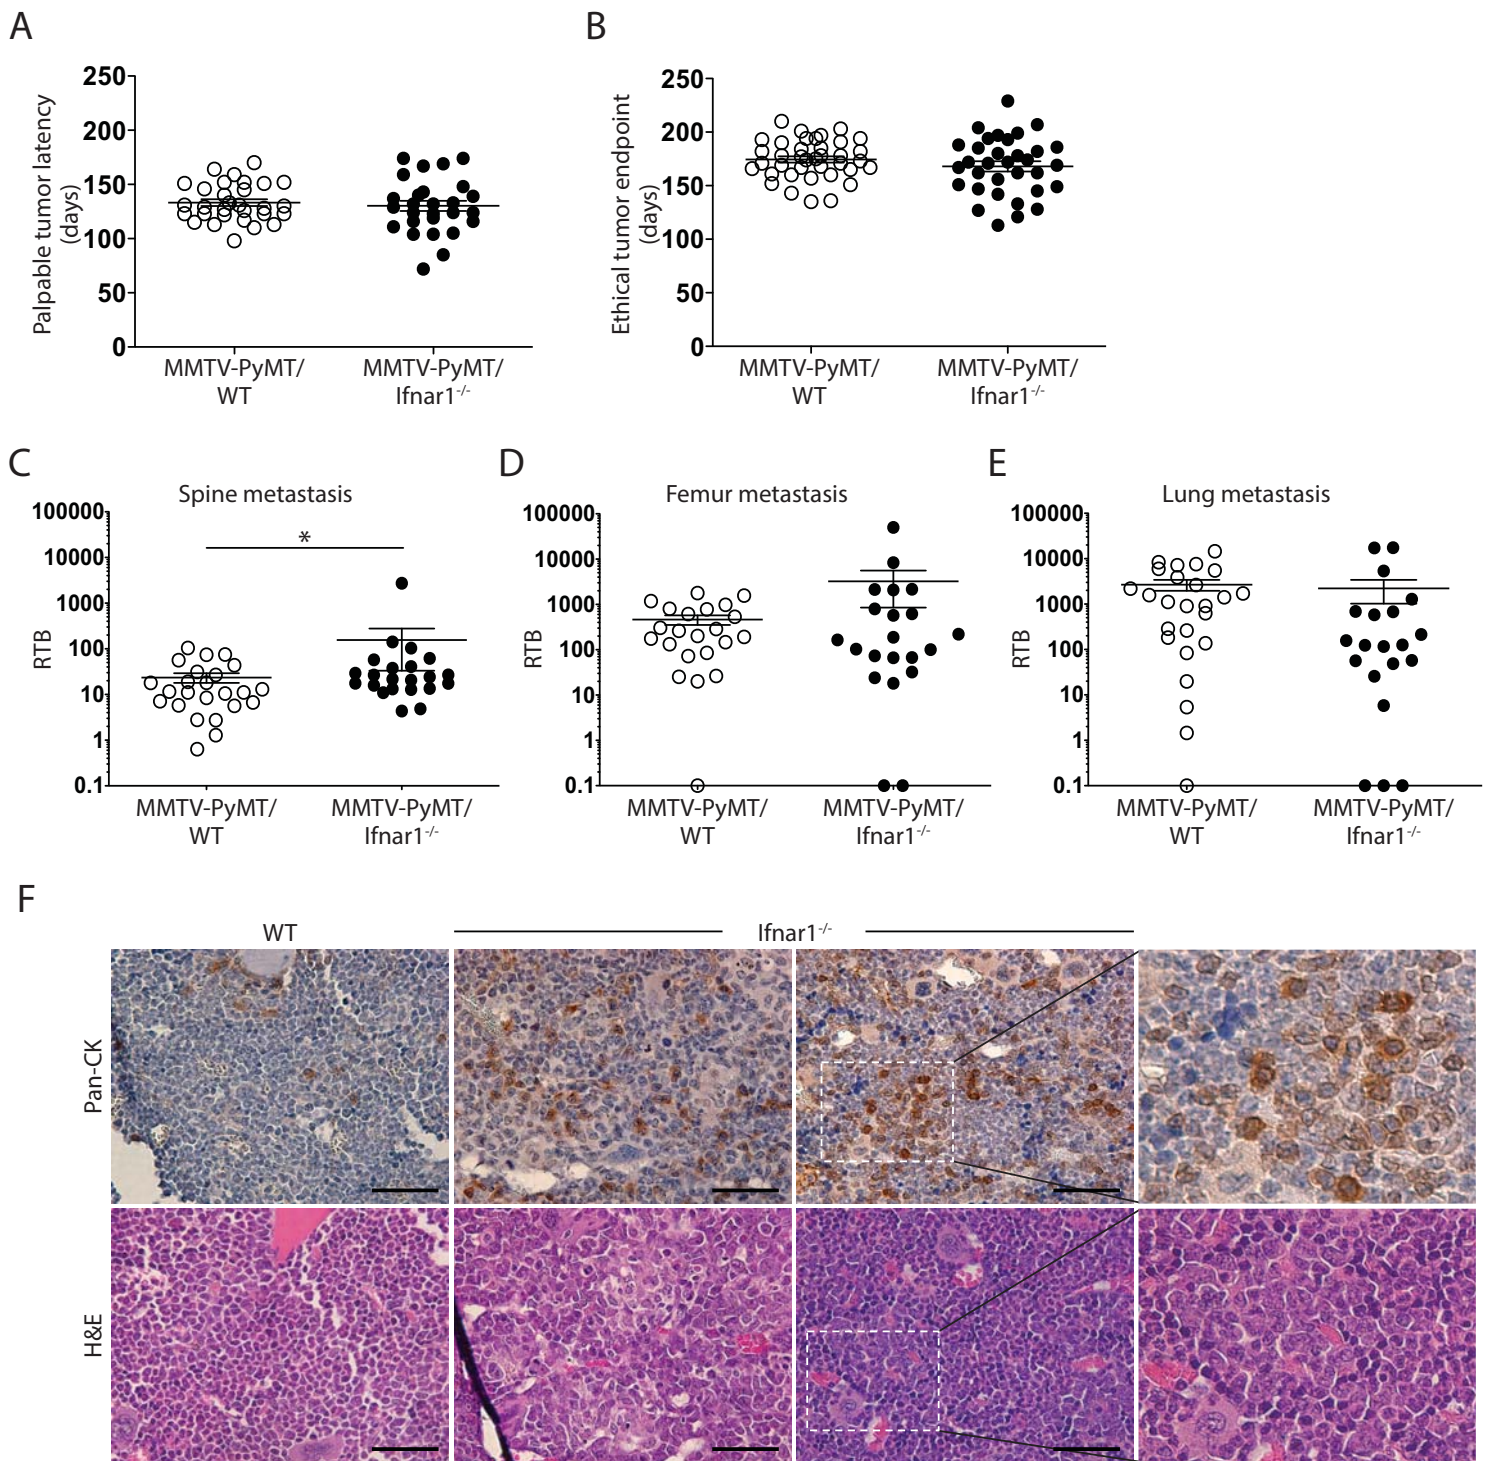 A
Palpable tumor latency
(days)
250
200
150
100
50
0
MMTV-PyMT/
WT
MMTV-PyMT/
Ifnar1-/-
B
Ethical tumor endpoint
(days)
250
200
150
100
50
0
MMTV-PyMT/
WT
MMTV-PyMT/
Ifnar1-/-
C
Spine metastasis
RTB
100000
10000
1000
100
10
1
0.1
*
MMTV-PyMT/
WT
MMTV-PyMT/
Ifnar1-/-
D
Femur metastasis
RTB
100000
10000
1000
100
10
1
0.1
MMTV-PyMT/
WT
MMTV-PyMT/
Ifnar1-/-
E
Lung metastasis
RTB
100000
10000
1000
100
10
1
0.1
MMTV-PyMT/
WT
MMTV-PyMT/
Ifnar1-/-
F
WT
Ifnar1-/-
Pan-CK
H&E